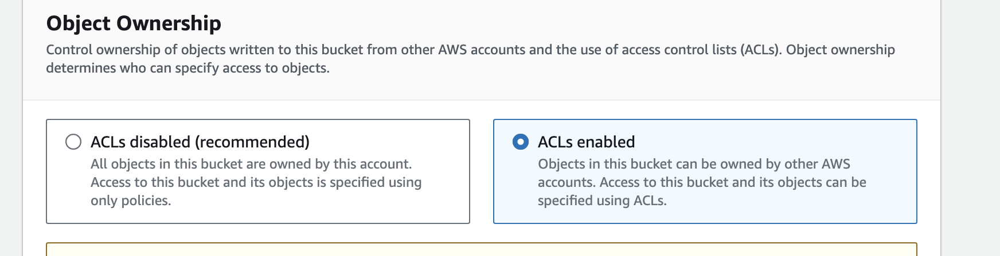 Object Ownership
Control ownership of objects written to this bucket from other AWS accounts and the use of access control lists (ACLs). Object ownership
determines who can specify access to objects.
ACLs disabled (recommended)
All objects in this bucket are owned by this account.
Access to this bucket and its objects is specified using
only policies.
ACLs enabled
Objects in this bucket can be owned by other AWS
accounts. Access to this bucket and its objects can be
specified using ACLs.